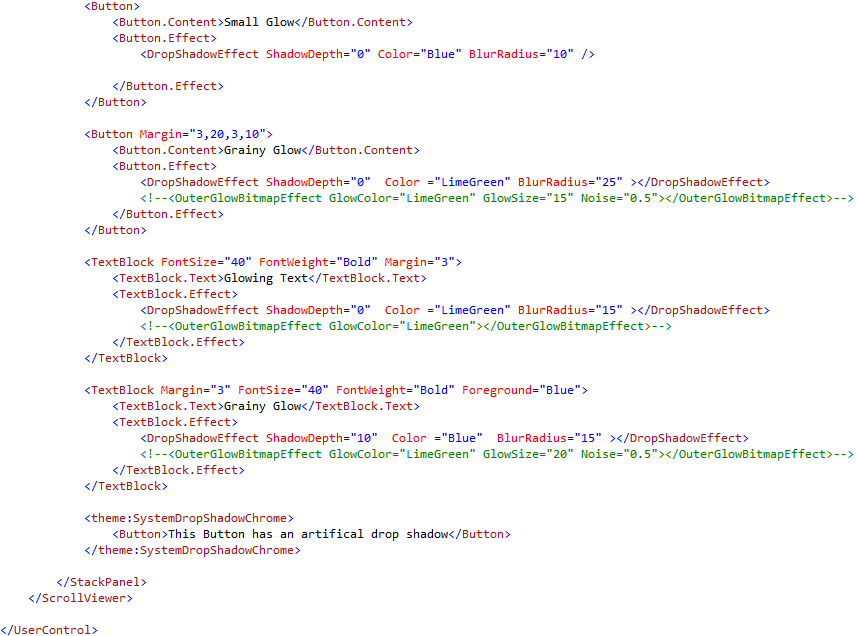 <Button>
<Button.Content>Small Glow</Button.Content>
<Button.Effect>
<DropShadowEffect ShadowDepth="0" Color="Blue" BlurRadius="10" />
</Button.Effect>
</Button>
<Button Margin="3,20,3,10">
<Button.Content>Grainy Glow</Button.Content>
<Button.Effect>
<DropShadowEffect ShadowDepth="0"  Color ="LimeGreen" BlurRadius="25" ></DropShadowEffect>
<!--<OuterGlowBitmapEffect GlowColor="LimeGreen" GlowSize="15" Noise="0.5"></OuterGlowBitmapEffect>-->
</Button.Effect>
</Button>
<TextBlock FontSize="40" FontWeight="Bold" Margin="3">
<TextBlock.Text>Glowing Text</TextBlock.Text>
<TextBlock.Effect>
<DropShadowEffect ShadowDepth="0"  Color ="LimeGreen" BlurRadius="15" ></DropShadowEffect>
<!--<OuterGlowBitmapEffect GlowColor="LimeGreen"></OuterGlowBitmapEffect>-->
</TextBlock.Effect>
</TextBlock>
<TextBlock Margin="3" FontSize="40" FontWeight="Bold" Foreground="Blue">
<TextBlock.Text>Grainy Glow</TextBlock.Text>
<TextBlock.Effect>
<DropShadowEffect ShadowDepth="10"  Color ="Blue"  BlurRadius="15" ></DropShadowEffect>
<!--<OuterGlowBitmapEffect GlowColor="LimeGreen" GlowSize="20" Noise="0.5"></OuterGlowBitmapEffect>-->
</TextBlock.Effect>
</TextBlock>
<theme:SystemDropShadowChrome>
<Button>This Button has an artifical drop shadow</Button>
</theme:SystemDropShadowChrome>
</StackPanel>
</ScrollViewer>
</UserControl>